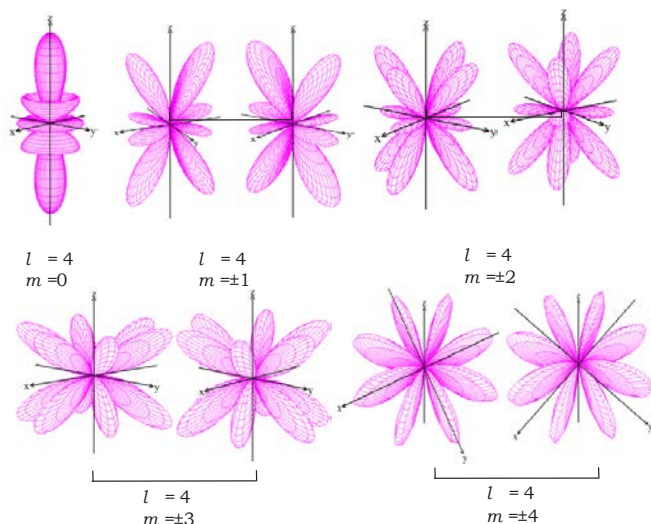 z
x
y
z
x
y
z
x
y
z
x
y
z
x
y
l = 4
m =0
l = 4
m =±1
l = 4
m =±2
z
x
y
z
x
y
z
x
y
z
x
y
l = 4
m =±3
l = 4
m =±4